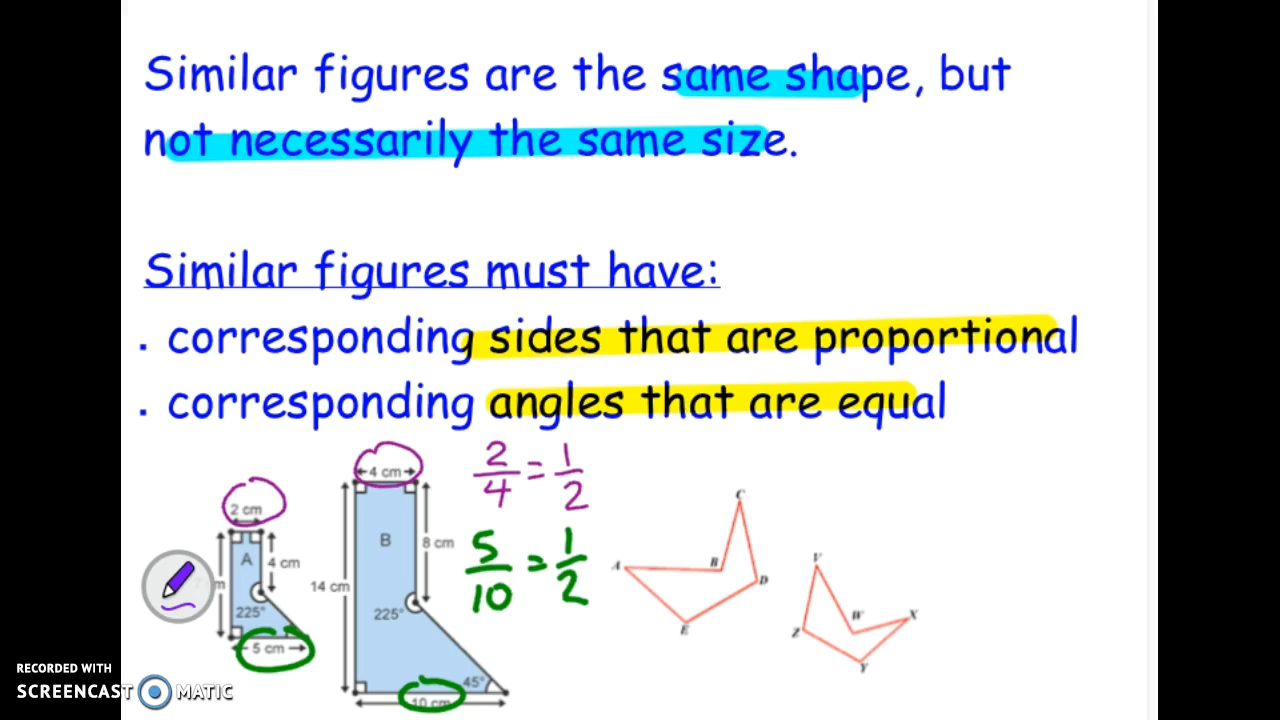 Similar figures are the same shape, but
not necessarily the same size.
Similar figures must have:
. corresponding sides that are proportional
. corresponding angles that are equal
2 cm
A
4 cm
m
225°
5 cm
4 cm
B
8 cm
14 cm
225°
45°
10 cm
2/4 = 1/2
5/10 = 1/2
C
A
B
D
E
V
W
X
Z
Y
RECORDED WITH
SCREENCAST MATIC